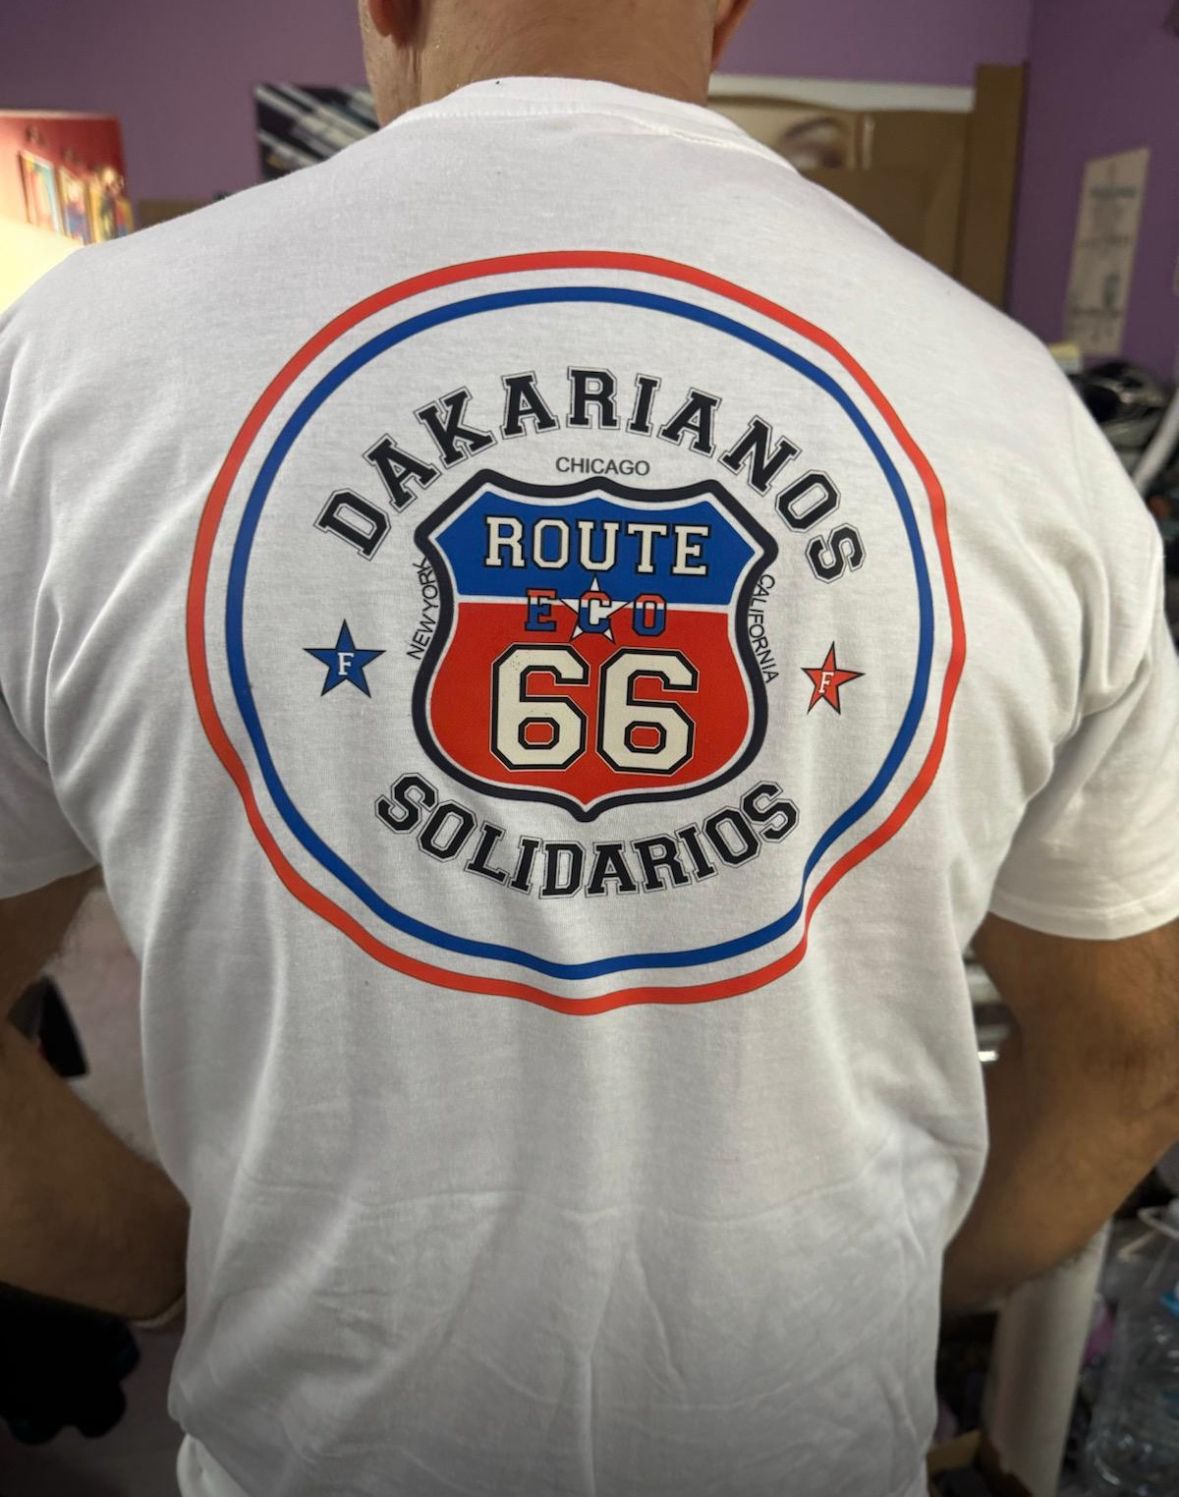 DAKARIANOS
CHICAGO
NEW YORK
ROUTE
CALIFORNIA
ECO
F
66
F
SOLIDARIOS